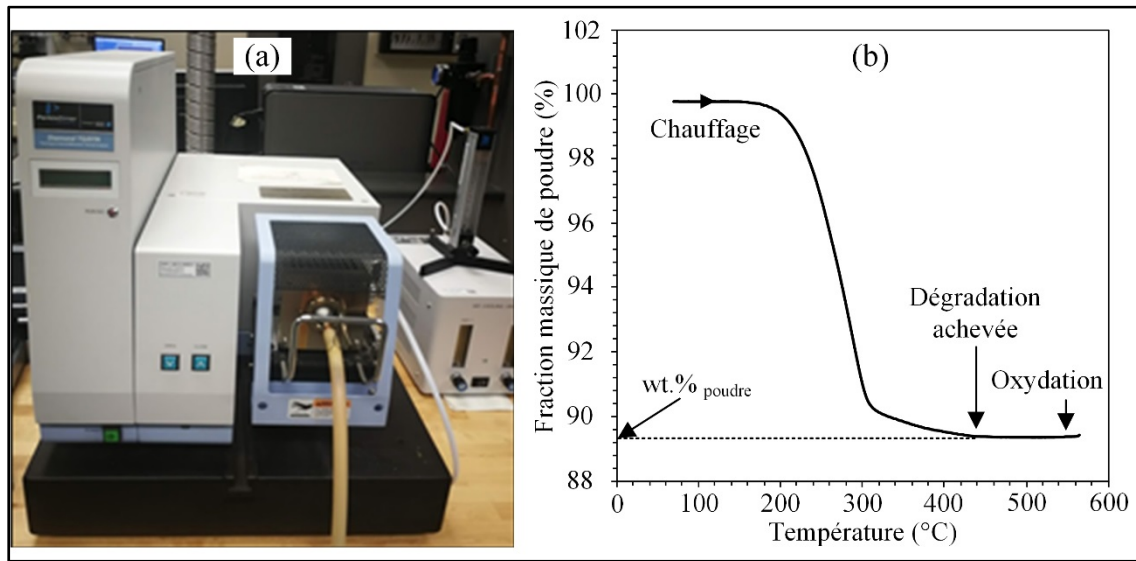 (a)
PerkinElmer
(b)
102
100
98
96
94
92
90
88
0
100
200
300
400
500
600
Fraction massique de poudre (%)
Température (°C)
Chauffage
Dégradation
achevée
Oxydation
wt.% poudre